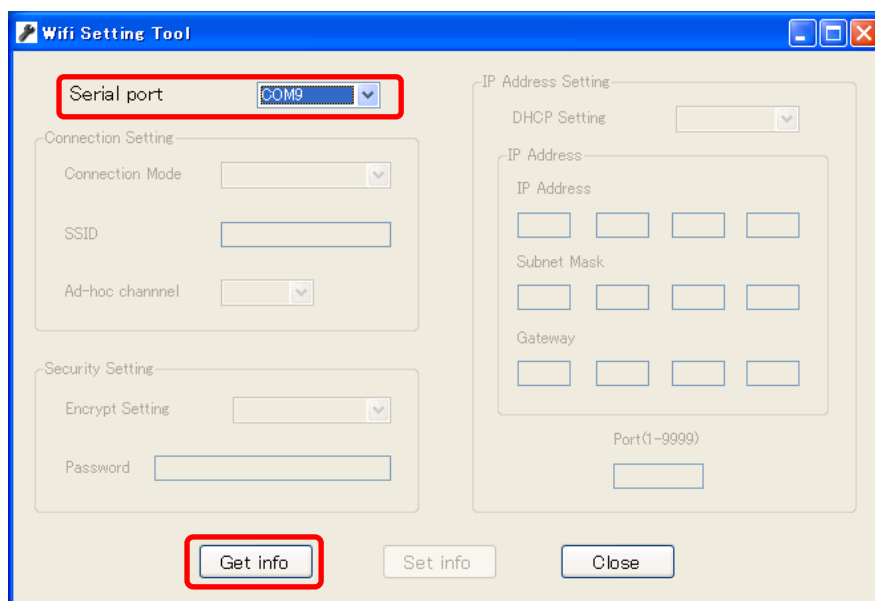 Wifi Setting Tool
Serial port COM9
Connection Setting
Connection Mode
SSID
Ad-hoc channnel
Security Setting
Encrypt Setting
Password
IP Address Setting
DHCP Setting
IP Address
IP Address
Subnet Mask
Gateway
Port(1-9999)
Get info Set info Close